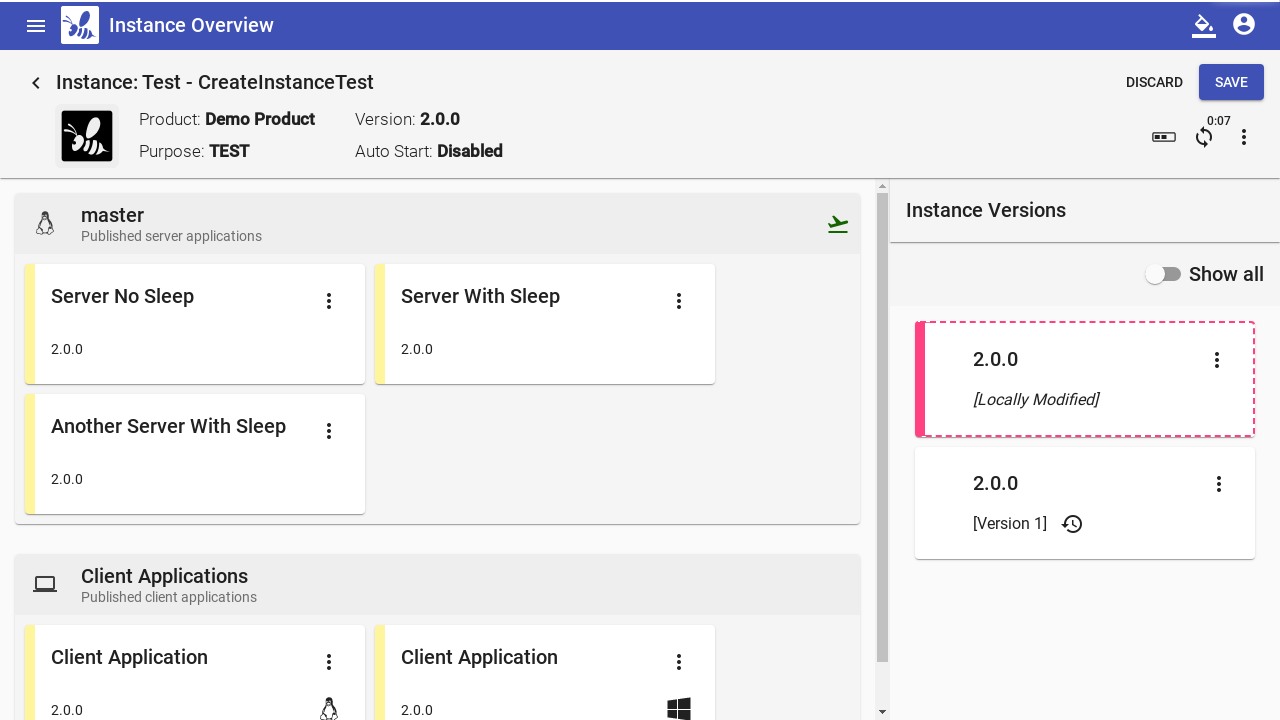 Instance Overview
Instance: Test - CreateInstanceTest
DISCARD
SAVE
Product: Demo Product
Version: 2.0.0
Purpose: TEST
Auto Start: Disabled
0:07
master
Published server applications
Server No Sleep
2.0.0
Server With Sleep
2.0.0
Another Server With Sleep
2.0.0
Client Applications
Published client applications
Client Application
2.0.0
Client Application
2.0.0
Instance Versions
Show all
2.0.0
[Locally Modified]
2.0.0
[Version 1]